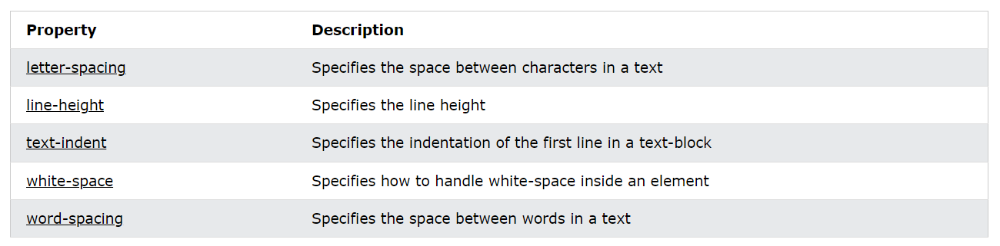 Property Description
letter-spacing Specifies the space between characters in a text
line-height Specifies the line height
text-indent Specifies the indentation of the first line in a text-block
white-space Specifies how to handle white-space inside an element
word-spacing Specifies the space between words in a text